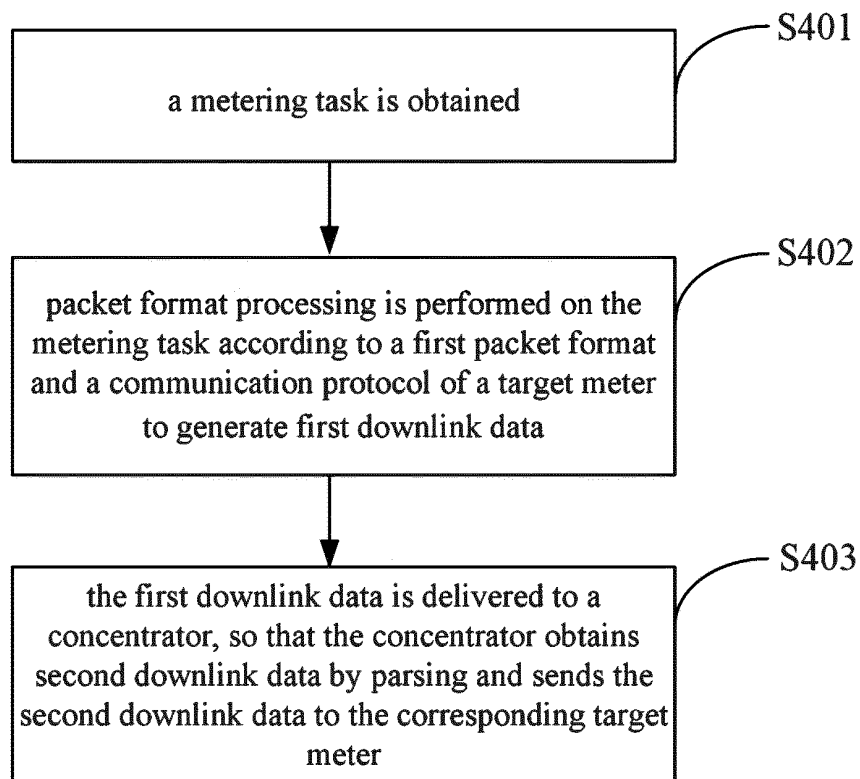 S401
a metering task is obtained
S402
packet format processing is performed on the
metering task according to a first packet format
and a communication protocol of a target meter
to generate first downlink data
S403
the first downlink data is delivered to a
concentrator, so that the concentrator obtains
second downlink data by parsing and sends the
second downlink data to the corresponding target
meter